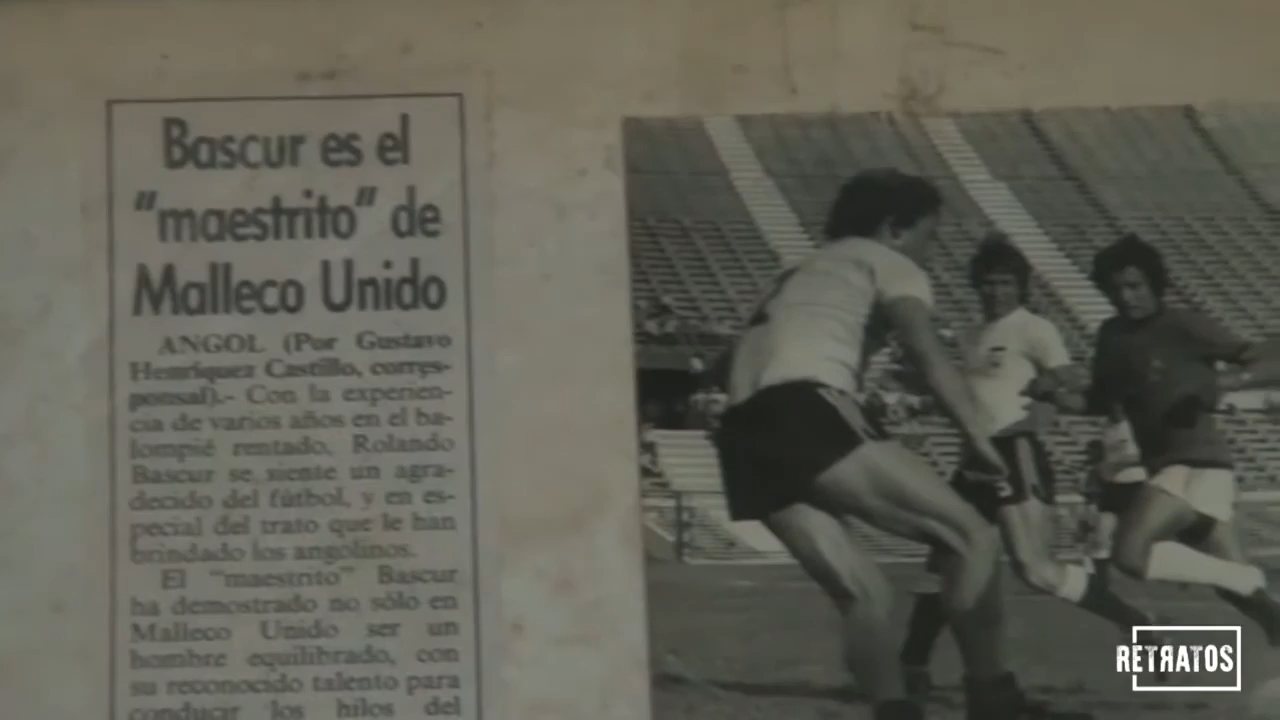 Bascur es el
"maestrito" de
Malleco Unido
ANGOL (Por Gustavo
Henríquez Castillo, corres-
ponsal).- Con la experien-
cia de varios años en el ba-
lompié rentado, Rolando
Bascur se siente un agra-
decido del fútbol, y en es-
pecial del trato que le han
brindado los angolinos.
El "maestrito" Bascur
ha demostrado no sólo en
Malleco Unido ser un
hombre equilibrado, con
su reconocido talento para
conducir los hilos del
RETRATOS